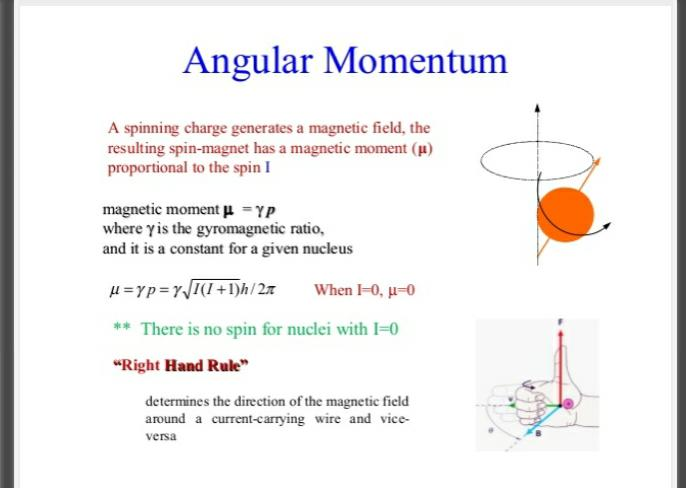 Angular Momentum
A spinning charge generates a magnetic field, the
resulting spin-magnet has a magnetic moment (μ)
proportional to the spin I
magnetic moment μ = γ p
where γ is the gyromagnetic ratio,
and it is a constant for a given nucleus
μ = γ p = γ√I(I +1)h/ 2π When I=0, μ=0
** There is no spin for nuclei with I=0
“Right Hand Rule”
determines the direction of the magnetic field
around a current-carrying wire and vice-
versa
F
v
θ
B